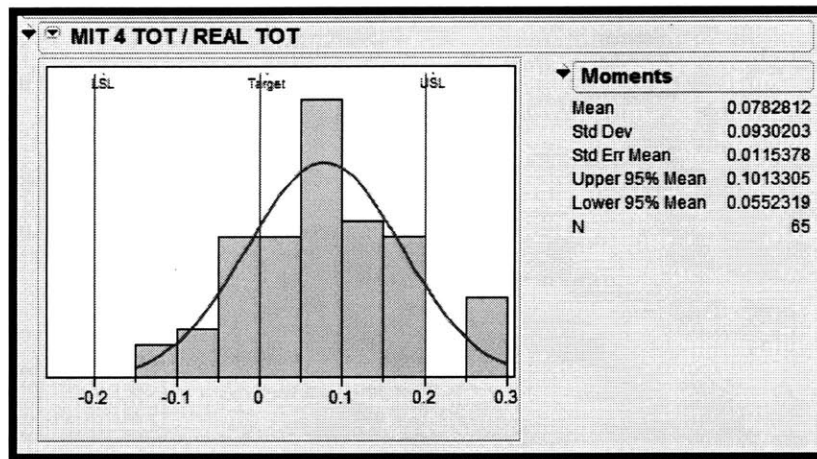 MIT 4 TOT / REAL TOT
LSL Target USL
-0.2 -0.1 0 0.1 0.2 0.3
Moments
Mean 0.0782812
Std Dev 0.0930203
Std Err Mean 0.0115378
Upper 95% Mean 0.1013305
Lower 95% Mean 0.0552319
N 65